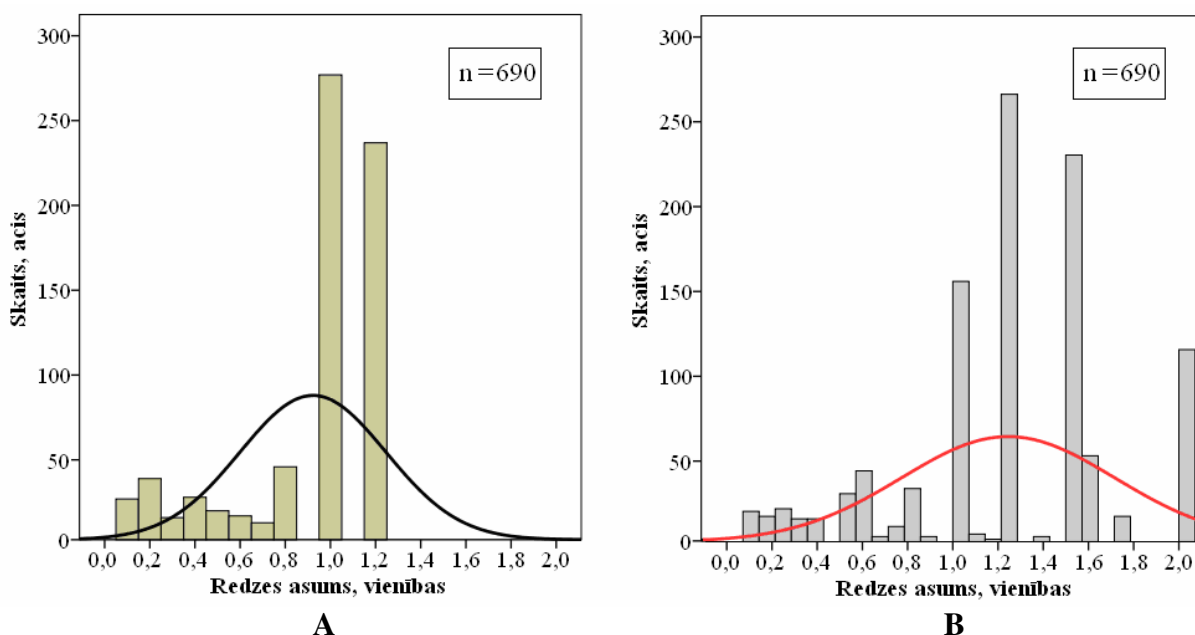 300
250
200
150
100
50
0
Skaits, acis
n=690
0,0 0,2 0,4 0,6 0,8 1,0 1,2 1,4 1,6 1,8 2,0
Redzes asums, vienības
A
300
250
200
150
100
50
0
Skaits, acis
n=690
0,0 0,2 0,4 0,6 0,8 1,0 1,2 1,4 1,6 1,8 2,0
Redzes asums, vienības
B